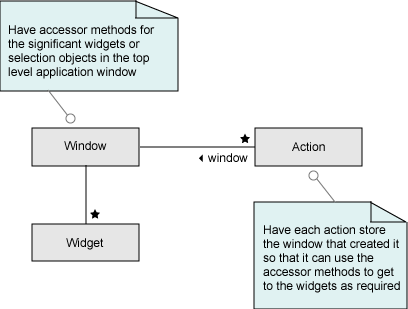 Have accessor methods for
the significant widgets or
selection objects in the top
level application window
Window
window
Action
Widget
Have each action store
the window that created it
so that it can use the
accessor methods to get
to the widgets as required